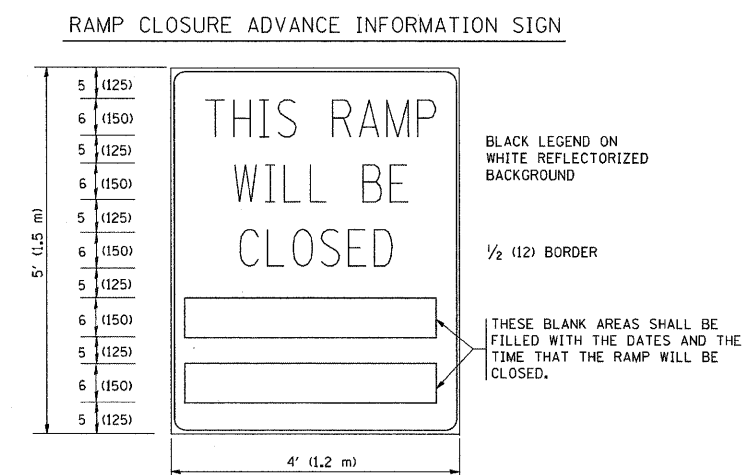 RAMP CLOSURE ADVANCE INFORMATION SIGN
5 (125)
6 (150)
5 (125)
6 (150)
5 (125)
6 (150)
5 (125)
6 (150)
5 (125)
6 (150)
5 (125)
5' (1.5 m)
THIS RAMP
WILL BE
CLOSED
4' (1.2 m)
BLACK LEGEND ON
WHITE REFLECTORIZED
BACKGROUND
1/2 (12) BORDER
THESE BLANK AREAS SHALL BE
FILLED WITH THE DATES AND THE
TIME THAT THE RAMP WILL BE
CLOSED.